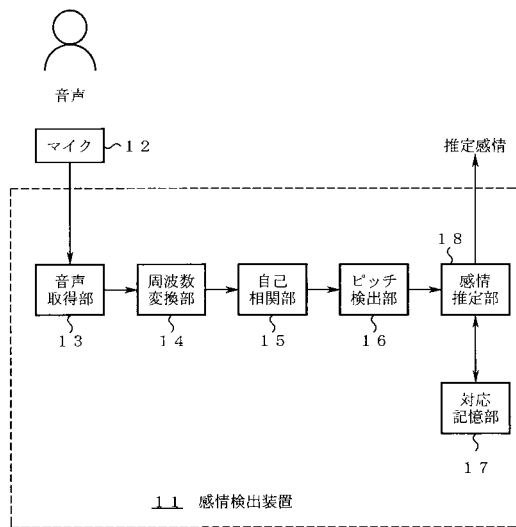 音声
マイク
１２
推定感情
１８
音声
取得部
周波数
変換部
自己
相関部
ピッチ
検出部
感情
推定部
１３
１４
１５
１６
対応
記憶部
１７
１１ 感情検出装置